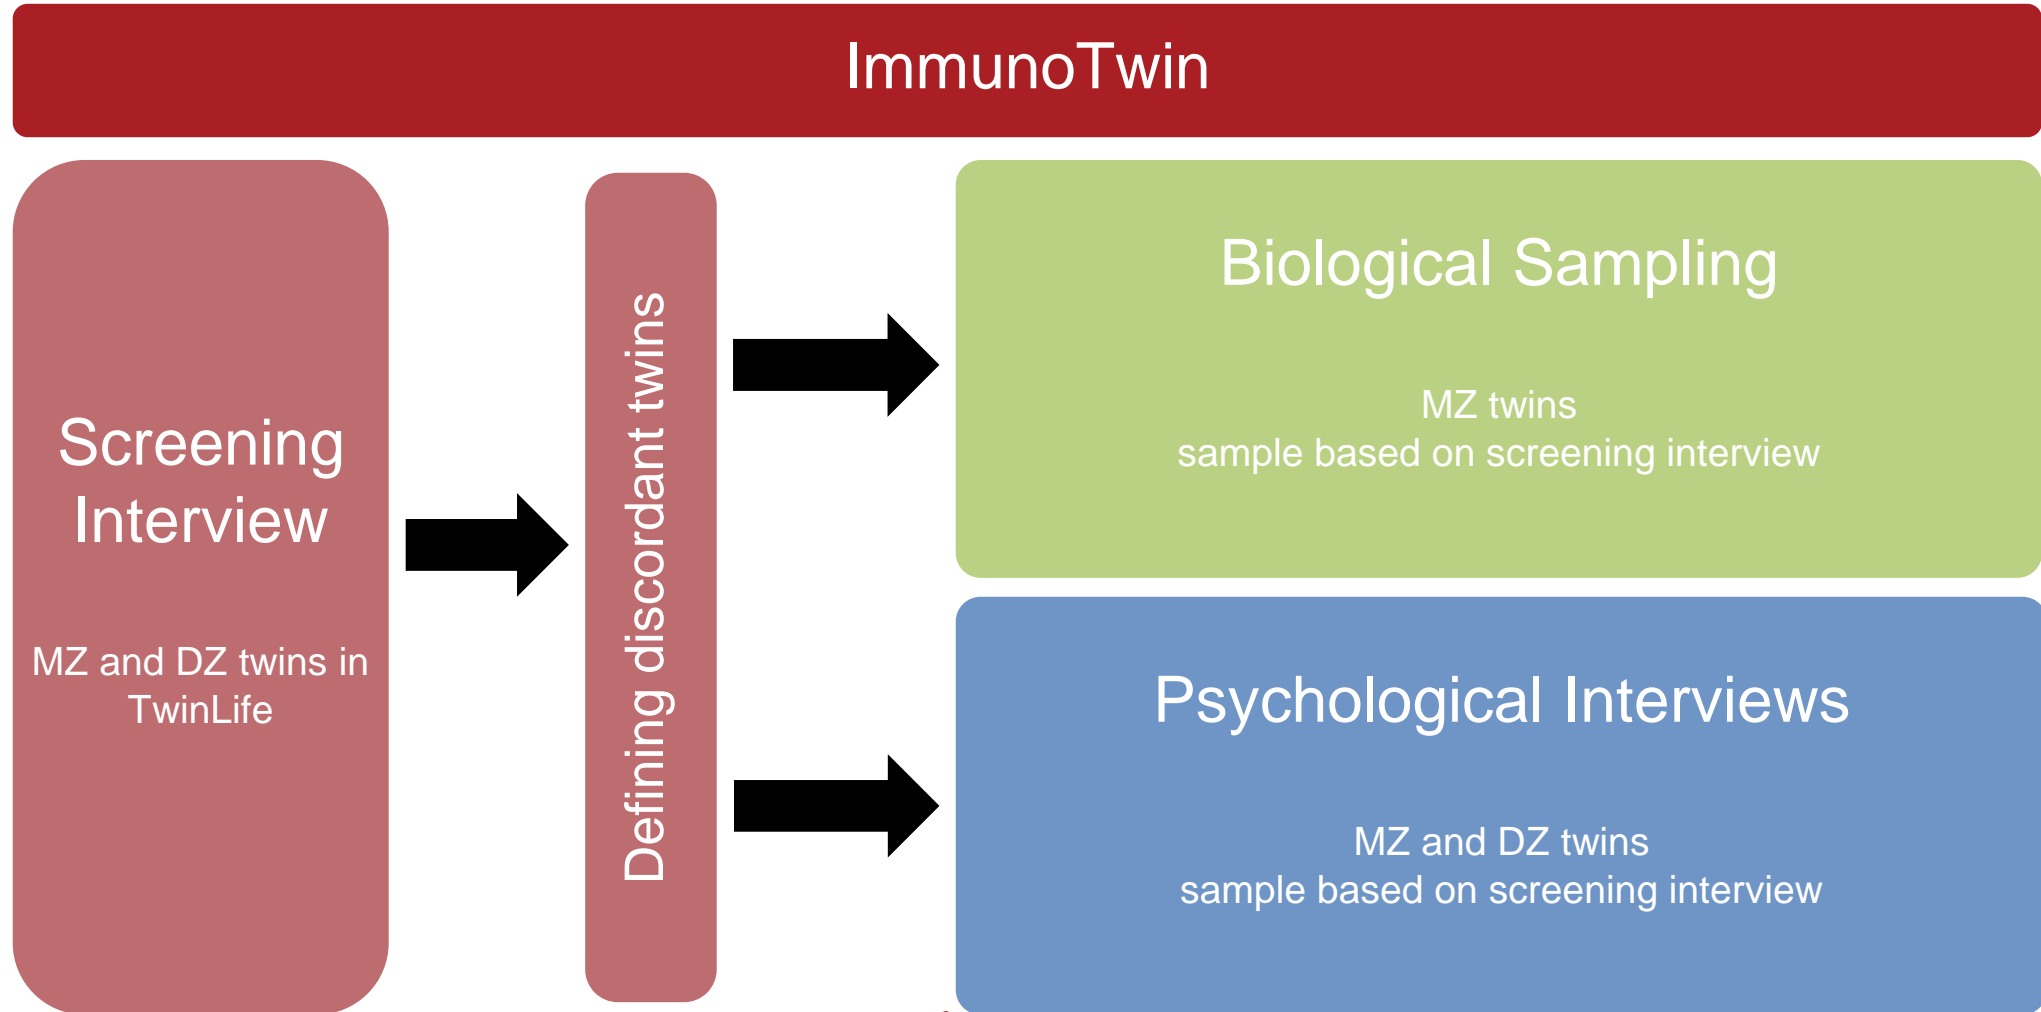 ImmunoTwin
Screening
Interview
MZ and DZ twins in
TwinLife
Defining discordant twins
Biological Sampling
MZ twins
sample based on screening interview
Psychological Interviews
MZ and DZ twins
sample based on screening interview